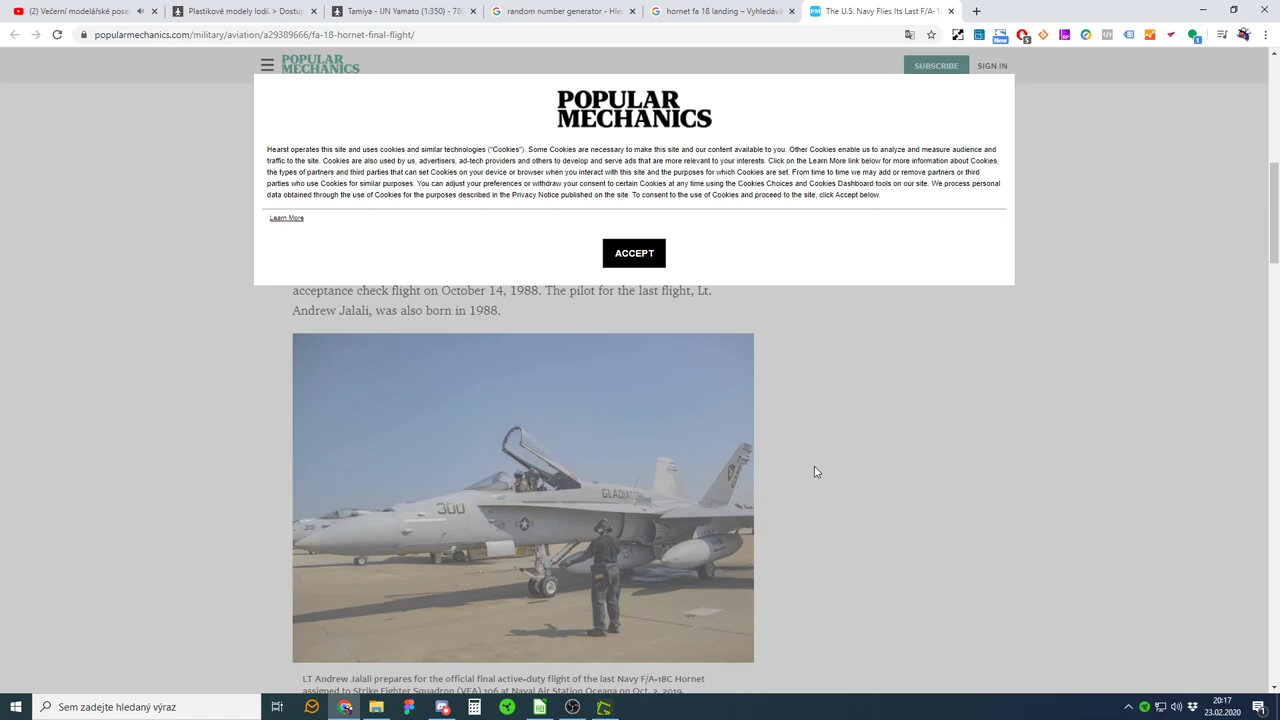 (2) Večerní modelářské posez
Plastikové modely lodí > Dostup
Tamiya - IJN Yamato (1:350) - 780
random number generator - H
hornet fa 18 landing – Vyhledává
The U.S. Navy Flies Its Last F/A-1
popularmechanics.com/military/aviation/a29389666/fa-18-hornet-final-flight/
New
5
1
POPULAR
MECHANICS
SUBSCRIBE
SIGN IN
POPULAR
MECHANICS
Hearst operates this site and uses cookies and similar technologies ("Cookies"). Some Cookies are necessary to make this site and our content available to you. Other Cookies enable us to analyze and measure audience and
traffic to the site. Cookies are also used by us, advertisers, ad-tech providers and others to develop and serve ads that are more relevant to your interests. Click on the Learn More link below for more information about Cookies,
the types of partners and third parties that can set Cookies on your device or browser when you interact with this site and the purposes for which Cookies are set. From time to time we may add or remove partners or third
parties who use Cookies for similar purposes. You can adjust your preferences or withdraw your consent to certain Cookies at any time using the Cookies Choices and Cookies Dashboard tools on our site. We process personal
data obtained through the use of Cookies for the purposes described in the Privacy Notice published on the site. To consent to the use of Cookies and proceed to the site, click Accept below.
Learn More
ACCEPT
acceptance check flight on October 14, 1988. The pilot for the last flight, Lt.
Andrew Jalali, was also born in 1988.
GLADIATORS
300
LT Andrew Jalali prepares for the official final active-duty flight of the last Navy F/A-18C Hornet
assigned to Strike Fighter Squadron (VFA) 106 at Naval Air Station Oceana on Oct. 2, 2019.
Sem zadejte hledaný výraz
20:17
23.02.2020